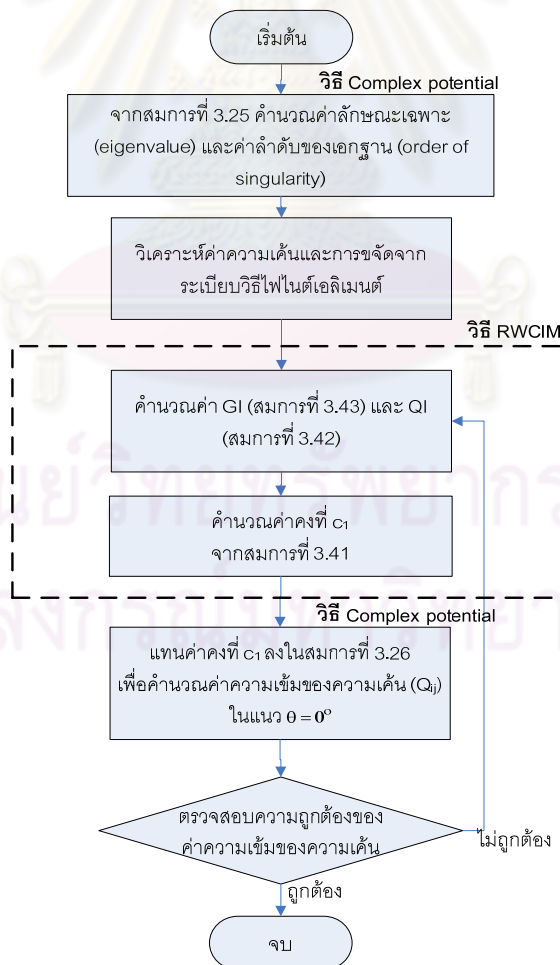 เริ่มต้น
วิธี Complex potential
จากสมการที่ 3.25 คำนวณค่าลักษณะเฉพาะ
(eigenvalue) และค่าลำดับของเอกฐาน (order of
singularity)
วิเคราะห์ค่าความเค้นและการขจัดจาก
ระเบียบวิธีไฟไนต์เอลิเมนต์
วิธี RWCIM
คำนวณค่า GI (สมการที่ 3.43) และ QI
(สมการที่ 3.42)
คำนวณค่าคงที่ c₁
จากสมการที่ 3.41
วิธี Complex potential
แทนค่าคงที่ c₁ ลงในสมการที่ 3.26
เพื่อคำนวณค่าความเข้มของความเค้น (Qᵢⱼ)
ในแนว θ = 0°
ตรวจสอบความถูกต้องของ
ค่าความเข้มของความเค้น
ไม่ถูกต้อง
ถูกต้อง
จบ